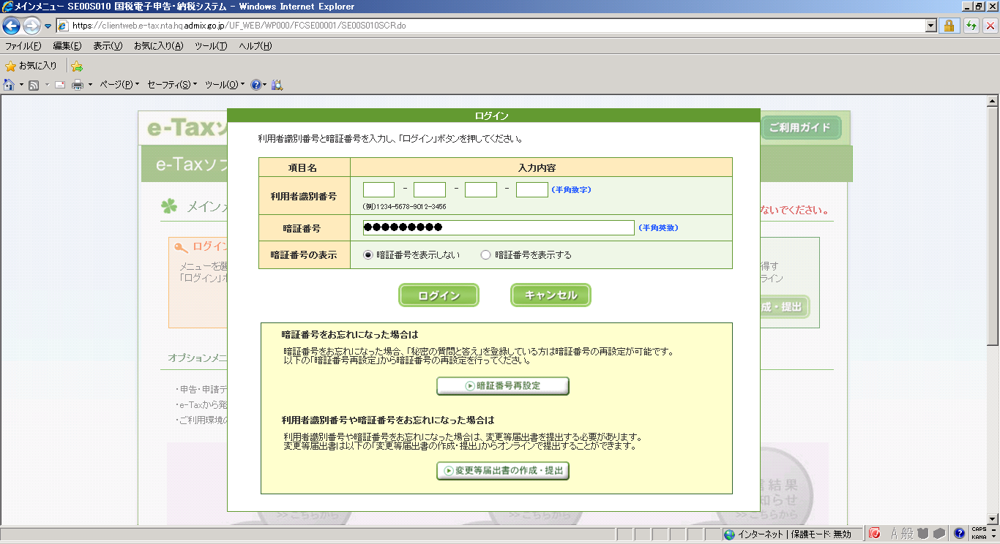 メインメニュー SE00S010 国税電子申告・納税システム - Windows Internet Explorer
https://clientweb.e-tax.nta.hq.admix.go.jp/UF_WEB/WP000/FCSE00001/SE00S010SCR.do
ファイル(F) 編集(E) 表示(V) お気に入り(A) ツール(T) ヘルプ(H)
お気に入り
ページ(P) セーフティ(S) ツール(O)
e-Taxソ
ご利用ガイド
e-Taxソフ
メインメ
ないでください。
ログイン
メニューを選
「ログイン」ボ
得す
ライン
成・提出
オプションメニ
・申告・申請デ
・e-Taxから発
・ご利用環境の
ログイン
利用者識別番号と暗証番号を入力し、「ログイン」ボタンを押してください。
項目名 入力内容
利用者識別番号 - - - (半角数字)
(例)1234-5678-9012-3456
暗証番号 ●●●●●●●●● (半角英数)
暗証番号の表示 暗証番号を表示しない 暗証番号を表示する
ログイン キャンセル
暗証番号をお忘れになった場合は
暗証番号をお忘れになった場合、「秘密の質問と答え」を登録している方は暗証番号の再設定が可能です。
以下の「暗証番号再設定」から暗証番号の再設定を行ってください。
暗証番号再設定
利用者識別番号や暗証番号をお忘れになった場合は
利用者識別番号や暗証番号をお忘れになった場合は、変更等届出書を提出する必要があります。
変更等届出書は以下の「変更等届出書の作成・提出」からオンラインで提出することができます。
変更等届出書の作成・提出
結果
知らせ
>> こちらから >> こちらから >> こちらから
インターネット | 保護モード: 無効
A 般 CAPS
KANA